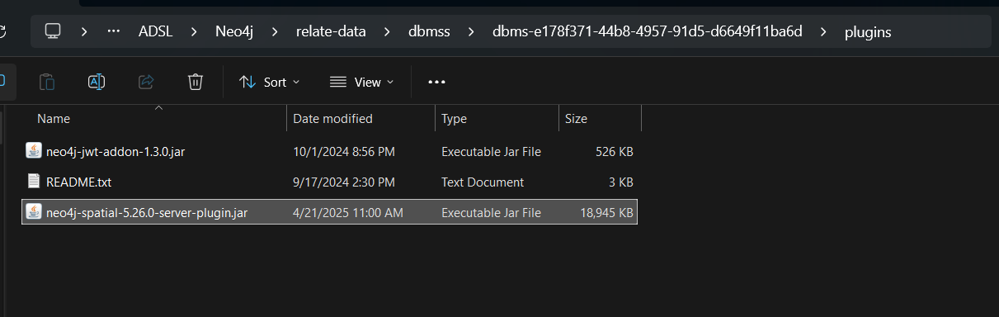 ADSL Neo4j relate-data dbmss dbms-e178f371-44b8-4957-91d5-d6649f11ba6d plugins
Sort View
Name Date modified Type Size
neo4j-jwt-addon-1.3.0.jar 10/1/2024 8:56 PM Executable Jar File 526 KB
README.txt 9/17/2024 2:30 PM Text Document 3 KB
neo4j-spatial-5.26.0-server-plugin.jar 4/21/2025 11:00 AM Executable Jar File 18,945 KB